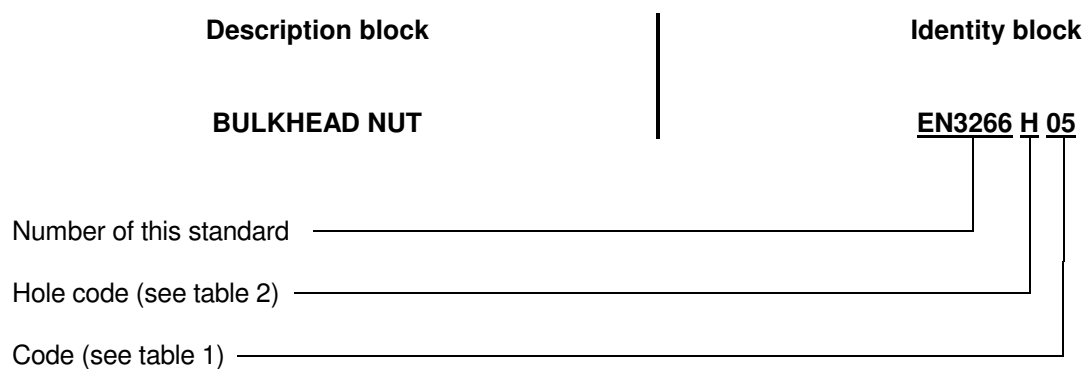 Description block Identity block
BULKHEAD NUT EN3266 H 05
Number of this standard
Hole code (see table 2)
Code (see table 1)